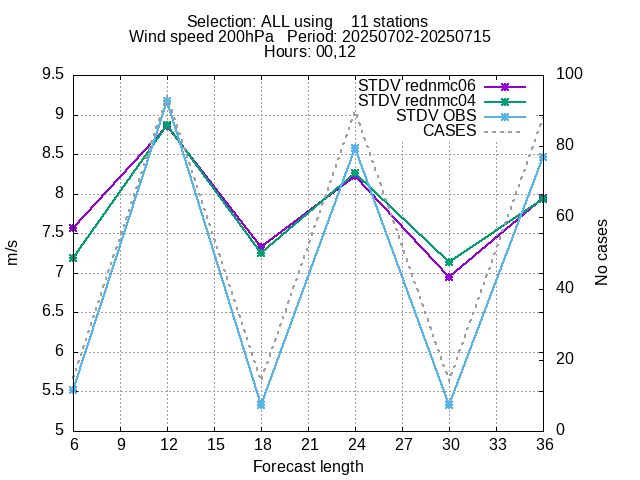 Selection: ALL using    11 stations
Wind speed 200hPa   Period: 20250702-20250715
Hours: 00,12
STDV rednmc06
STDV rednmc04
STDV OBS
CASES
9.5
9
8.5
8
7.5
7
6.5
6
5.5
5
m/s
100
80
60
40
20
0
No cases
6 9 12 15 18 21 24 27 30 33 36
Forecast length